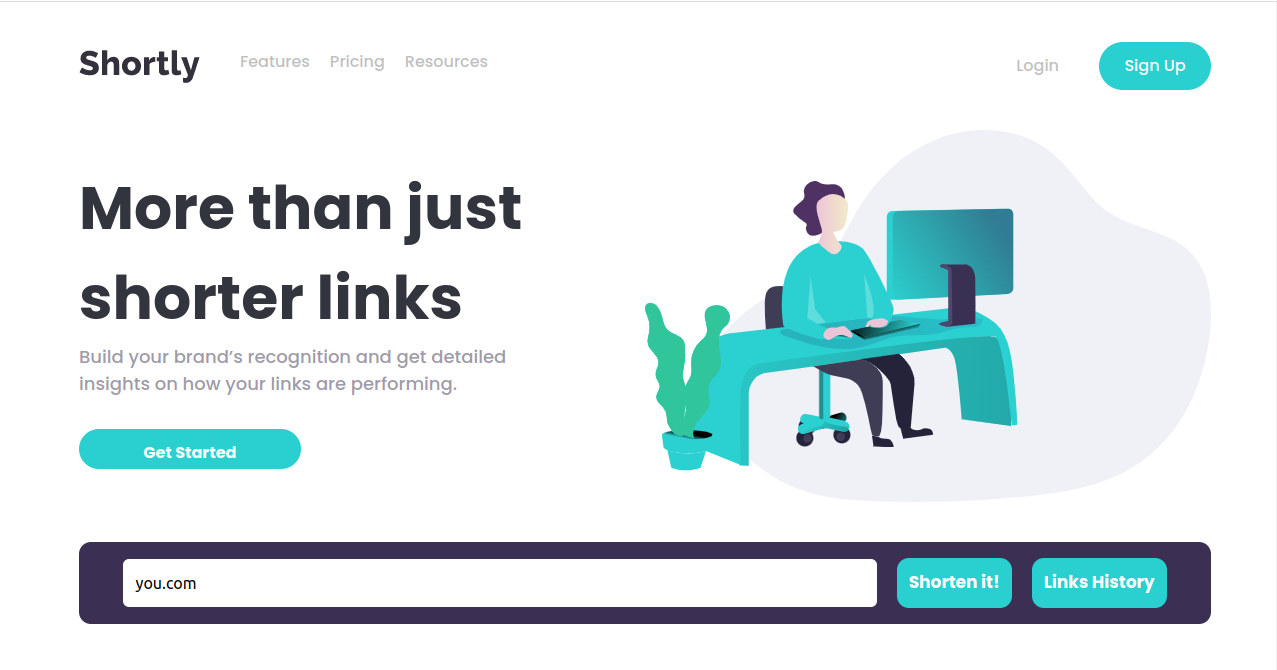 Shortly
Features Pricing Resources
Login
Sign Up
More than just
shorter links
Build your brand’s recognition and get detailed
insights on how your links are performing.
Get Started
you.com
Shorten it!
Links History